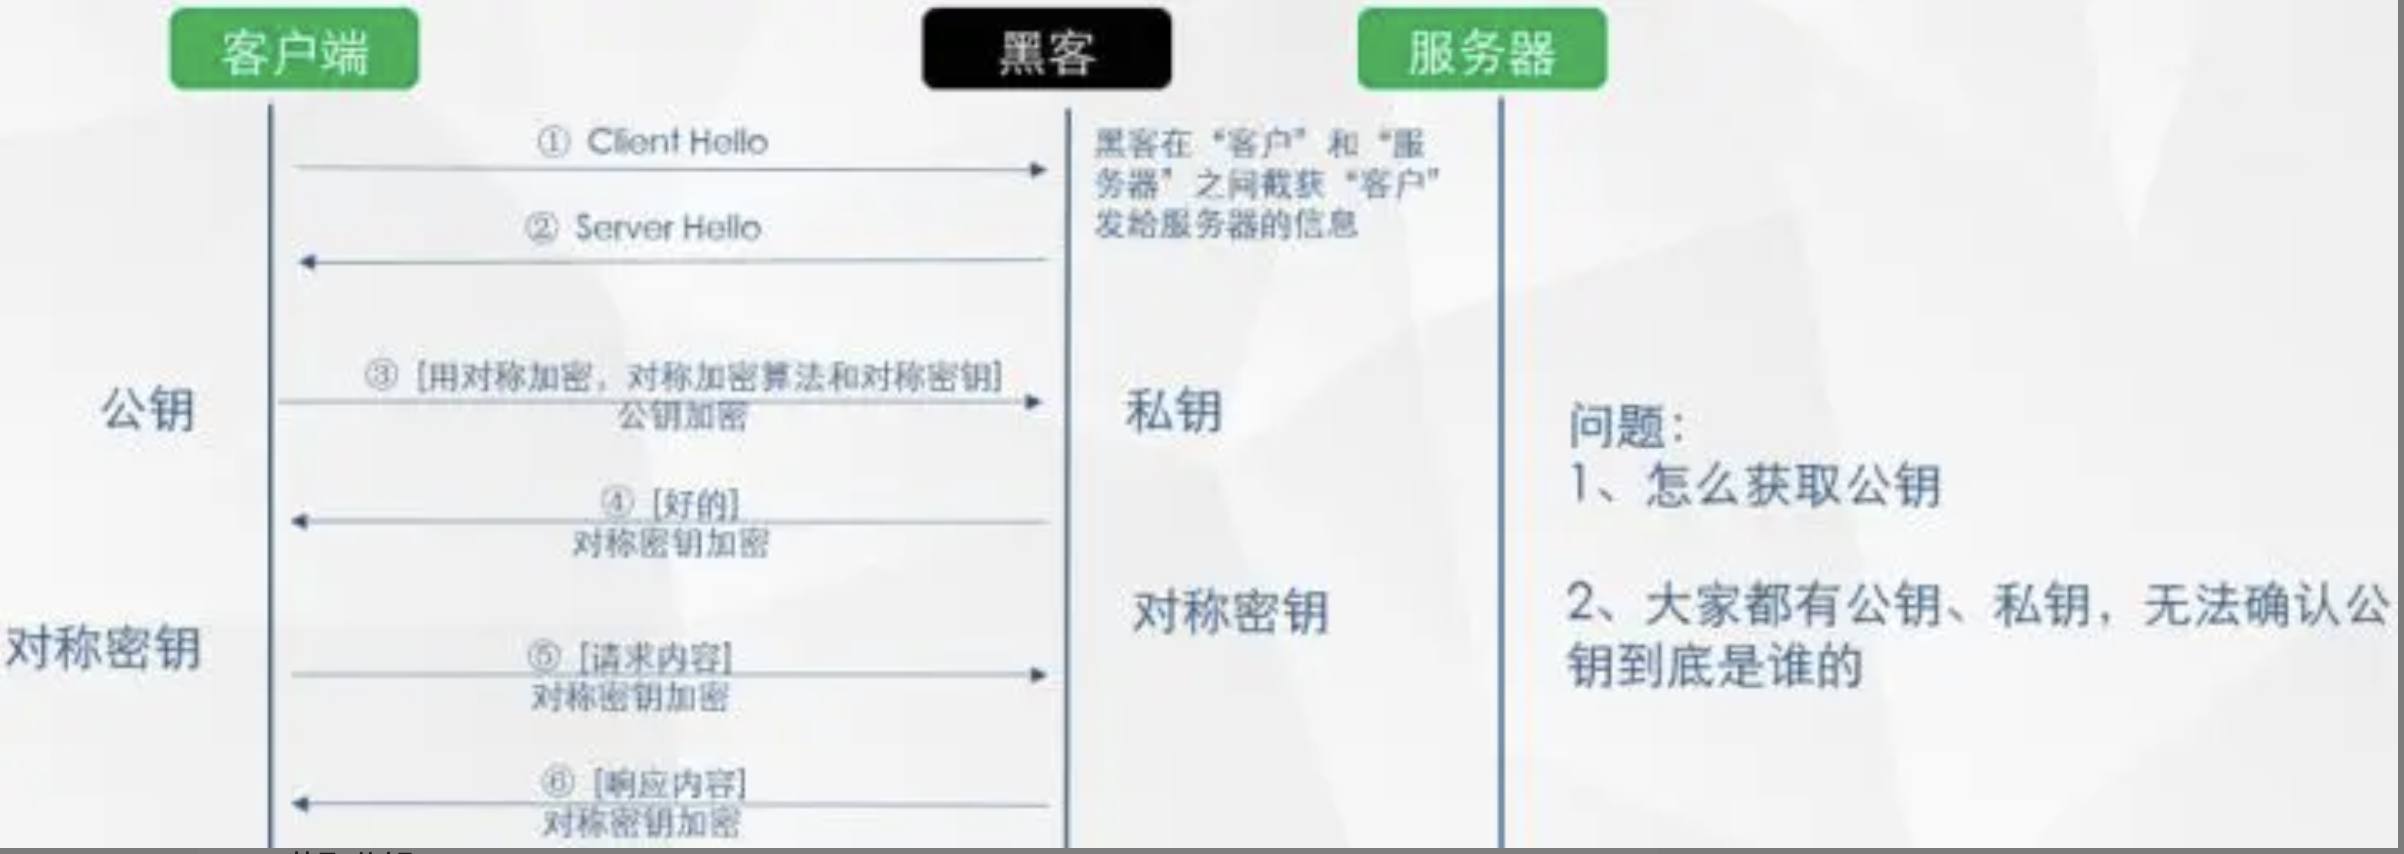 客户端
黑客
服务器
① Client Hello
黑客在“客户”和“服
务器”之间截获“客户”
发给服务器的信息
② Server Hello
③ [用对称加密，对称加密算法和对称密钥]
公钥加密
公钥
私钥
④ [好的]
对称密钥加密
对称密钥
对称密钥
⑤ [请求内容]
对称密钥加密
⑥ [响应内容]
对称密钥加密
问题：
1、怎么获取公钥
2、大家都有公钥、私钥，无法确认公
钥到底是谁的